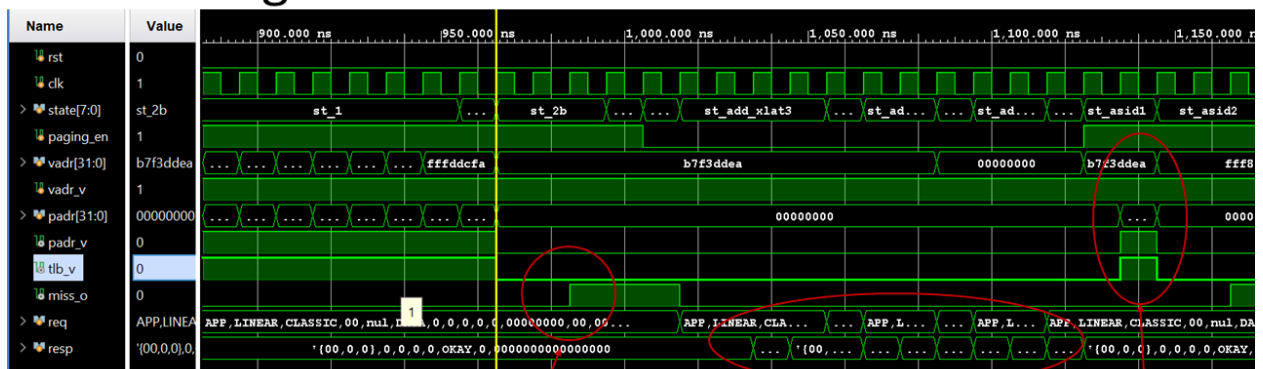 g
Name Value 900.000 ns 950.000 ns 1,000.000 ns 1,050.000 ns 1,100.000 ns 1,150.000 n
rst 0
clk 1
state[7:0] st_2b st_1 ... st_2b ... ... st_add_xlat3 ... st_ad... ... st_ad... ... st_asid1 st_asid2
paging_en 1
vadr[31:0] b7f3ddea ... ... ... ... ... ... fffddcfa b7f3ddea 00000000 b7f3ddea fff8
vadr_v 1
padr[31:0] 00000000 ... ... ... ... ... ... ... ... 00000000 ... 0000
padr_v 0
tlb_v 0
miss_o 0
req APP,LINEA APP,LINEAR,CLASSIC,00,nul,D A,0,0,0,0,0,00000000,00,00... APP,LINEAR,CLA... ... APP,L... ... APP,L... APP,LINEAR,CLASSIC,00,nul,DA
1
resp '{00,0,0},0, '{00,0,0},0,0,0,0,OKAY,0,0000000000000000 ... '{00,... ... ... ... ... ... ... '{00,0,0},0,0,0,0,OKAY,